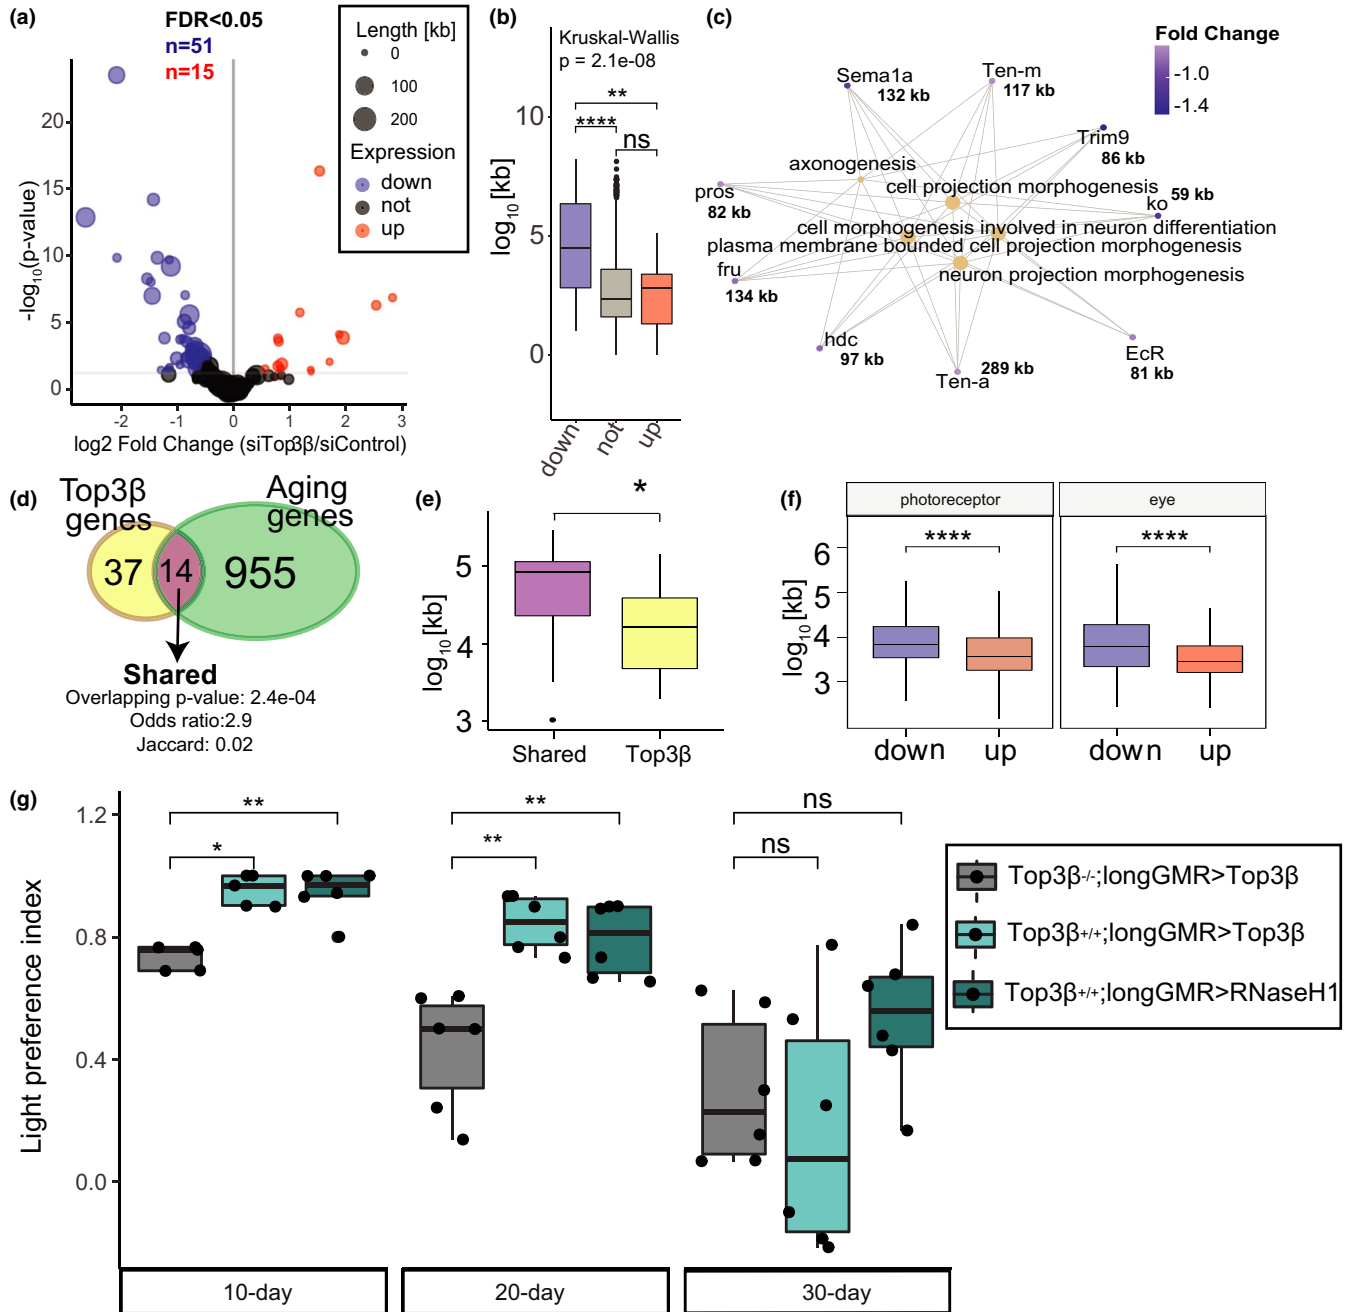 (a)
FDR<0.05
n=51
n=15
-log10(p-value)
20
15
10
5
0
-2
-1
0
1
2
3
log2 Fold Change (siTop3β/siControl)
Length [kb]
0
100
200
Expression
down
not
up
(b)
Kruskal-Wallis
p = 2.1e-08
**
****
ns
log10[kb]
10
5
0
down
not
up
(c)
Fold Change
-1.0
-1.4
Sema1a
132 kb
Ten-m
117 kb
Trim9
86 kb
axonogenesis
cell projection morphogenesis
pros
82 kb
59 kb
ko
cell morphogenesis involved in neuron differentiation
plasma membrane bounded cell projection morphogenesis
fru
134 kb
neuron projection morphogenesis
hdc
97 kb
Ten-a
289 kb
EcR
81 kb
(d)
Top3β
genes
Aging
genes
37
14
955
Shared
Overlapping p-value: 2.4e-04
Odds ratio:2.9
Jaccard: 0.02
(e)
*
log10[kb]
5
4
3
Shared
Top3β
(f)
photoreceptor
eye
****
****
log10[kb]
6
5
4
3
down
up
down
up
(g)
Light preference index
1.2
0.8
0.4
0.0
**
*
**
**
ns
ns
10-day
20-day
30-day
Top3β-/-;longGMR>Top3β
Top3β+/+;longGMR>Top3β
Top3β+/+;longGMR>RNaseH1